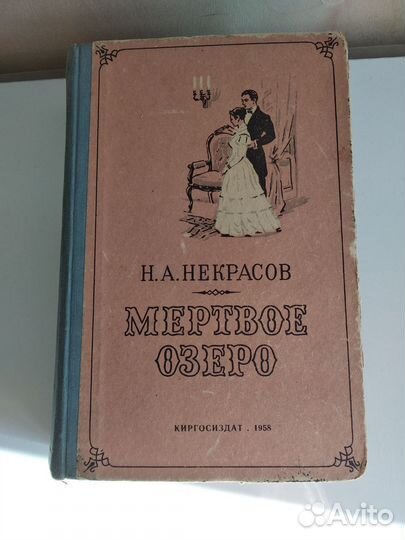 Н.А.НЕКРАСОВ
МЕРТВОЕ
ОЗЕРО
КИРГОСИЗДАТ . 1958
Avito